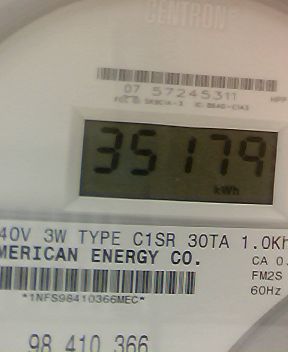 CENTRON®
07 57245311
35179
kWh
40V 3W TYPE C1SR 30TA 1.0Kh
MERICAN ENERGY CO.
CA 0.
FM2S
60Hz
*1NFS98410366MEC*
98 410 366